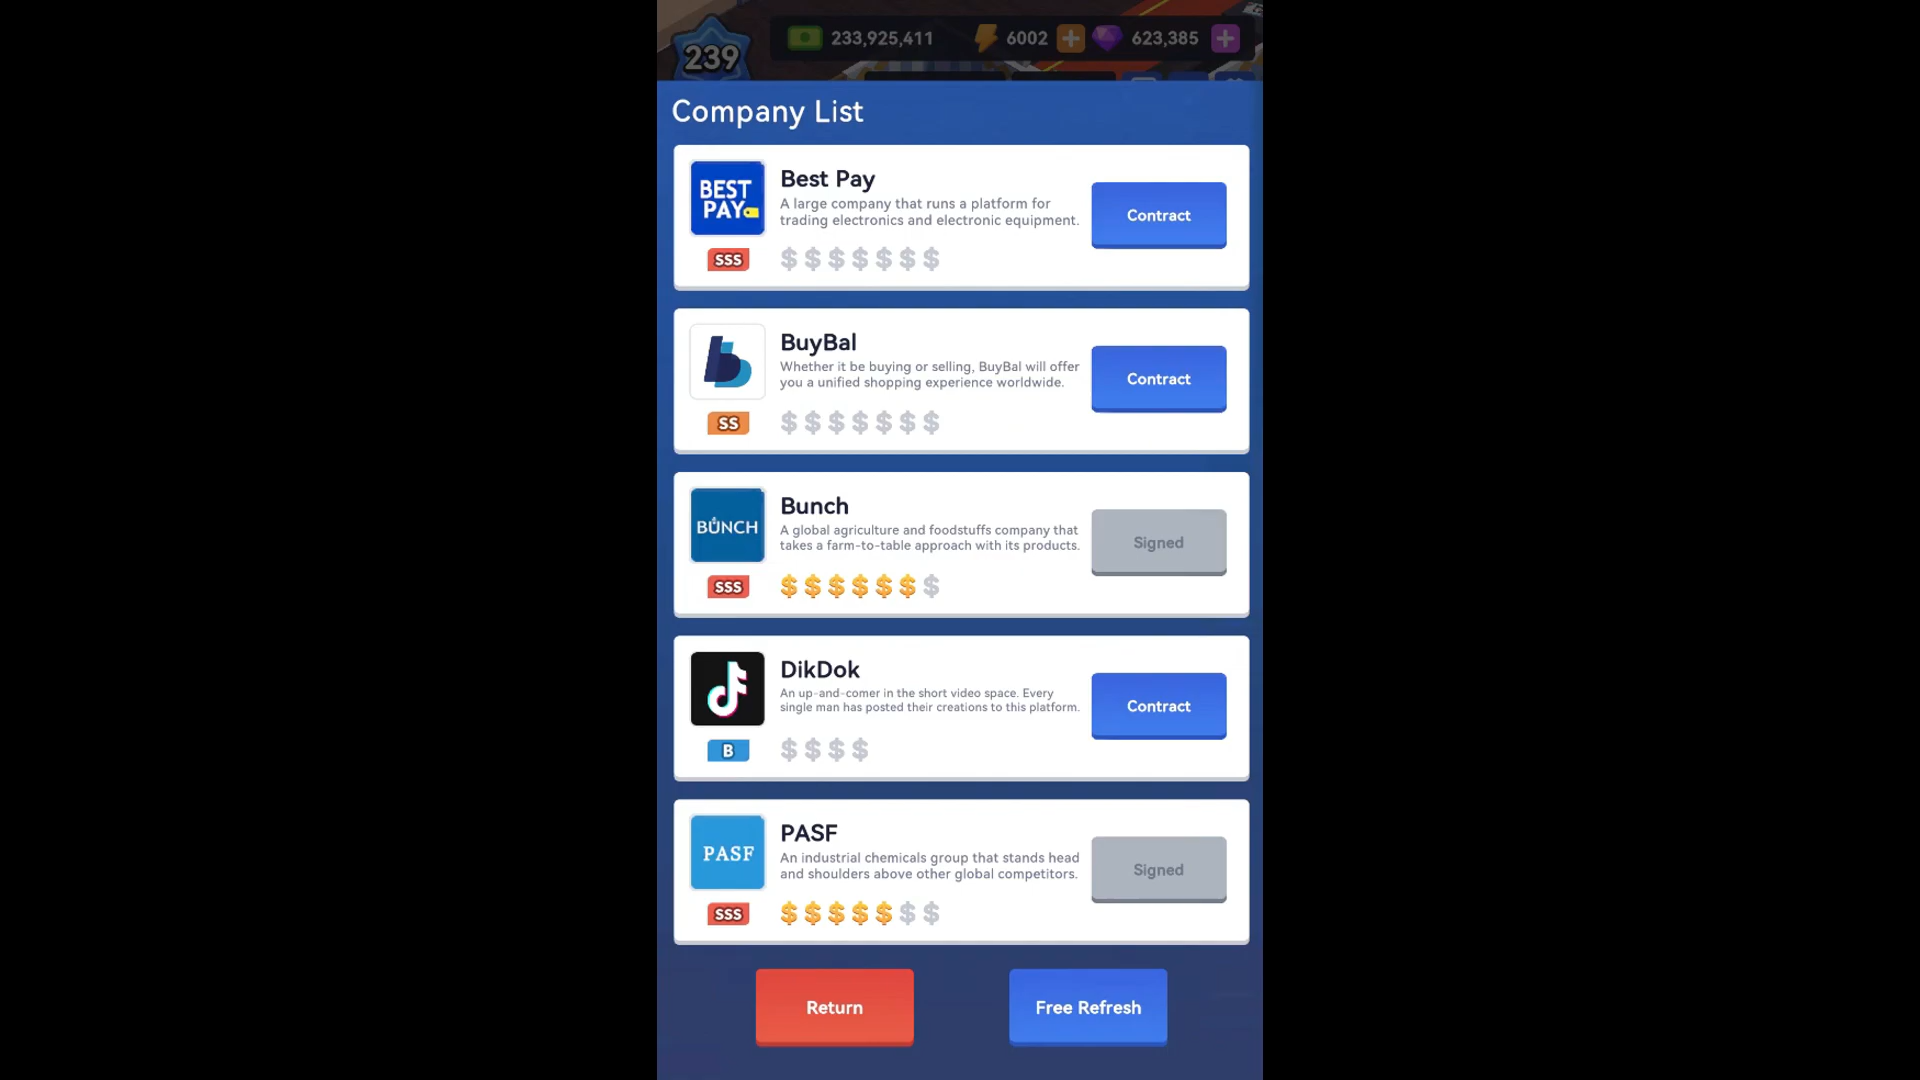 239
233,925,411
6002
623,385
Company List
BEST
PAY
Best Pay
A large company that runs a platform for
trading electronics and electronic equipment.
Contract
SSS
$ $ $ $ $ $ $
BuyBal
Whether it be buying or selling, BuyBal will offer
you a unified shopping experience worldwide.
Contract
SS
$ $ $ $ $ $ $
BÜNCH
Bunch
A global agriculture and foodstuffs company that
takes a farm-to-table approach with its products.
Signed
SSS
$ $ $ $ $ $ $
DikDok
An up-and-comer in the short video space. Every
single man has posted their creations to this platform.
Contract
B
$ $ $ $
PASF
PASF
An industrial chemicals group that stands head
and shoulders above other global competitors.
Signed
SSS
$ $ $ $ $ $ $
Return
Free Refresh